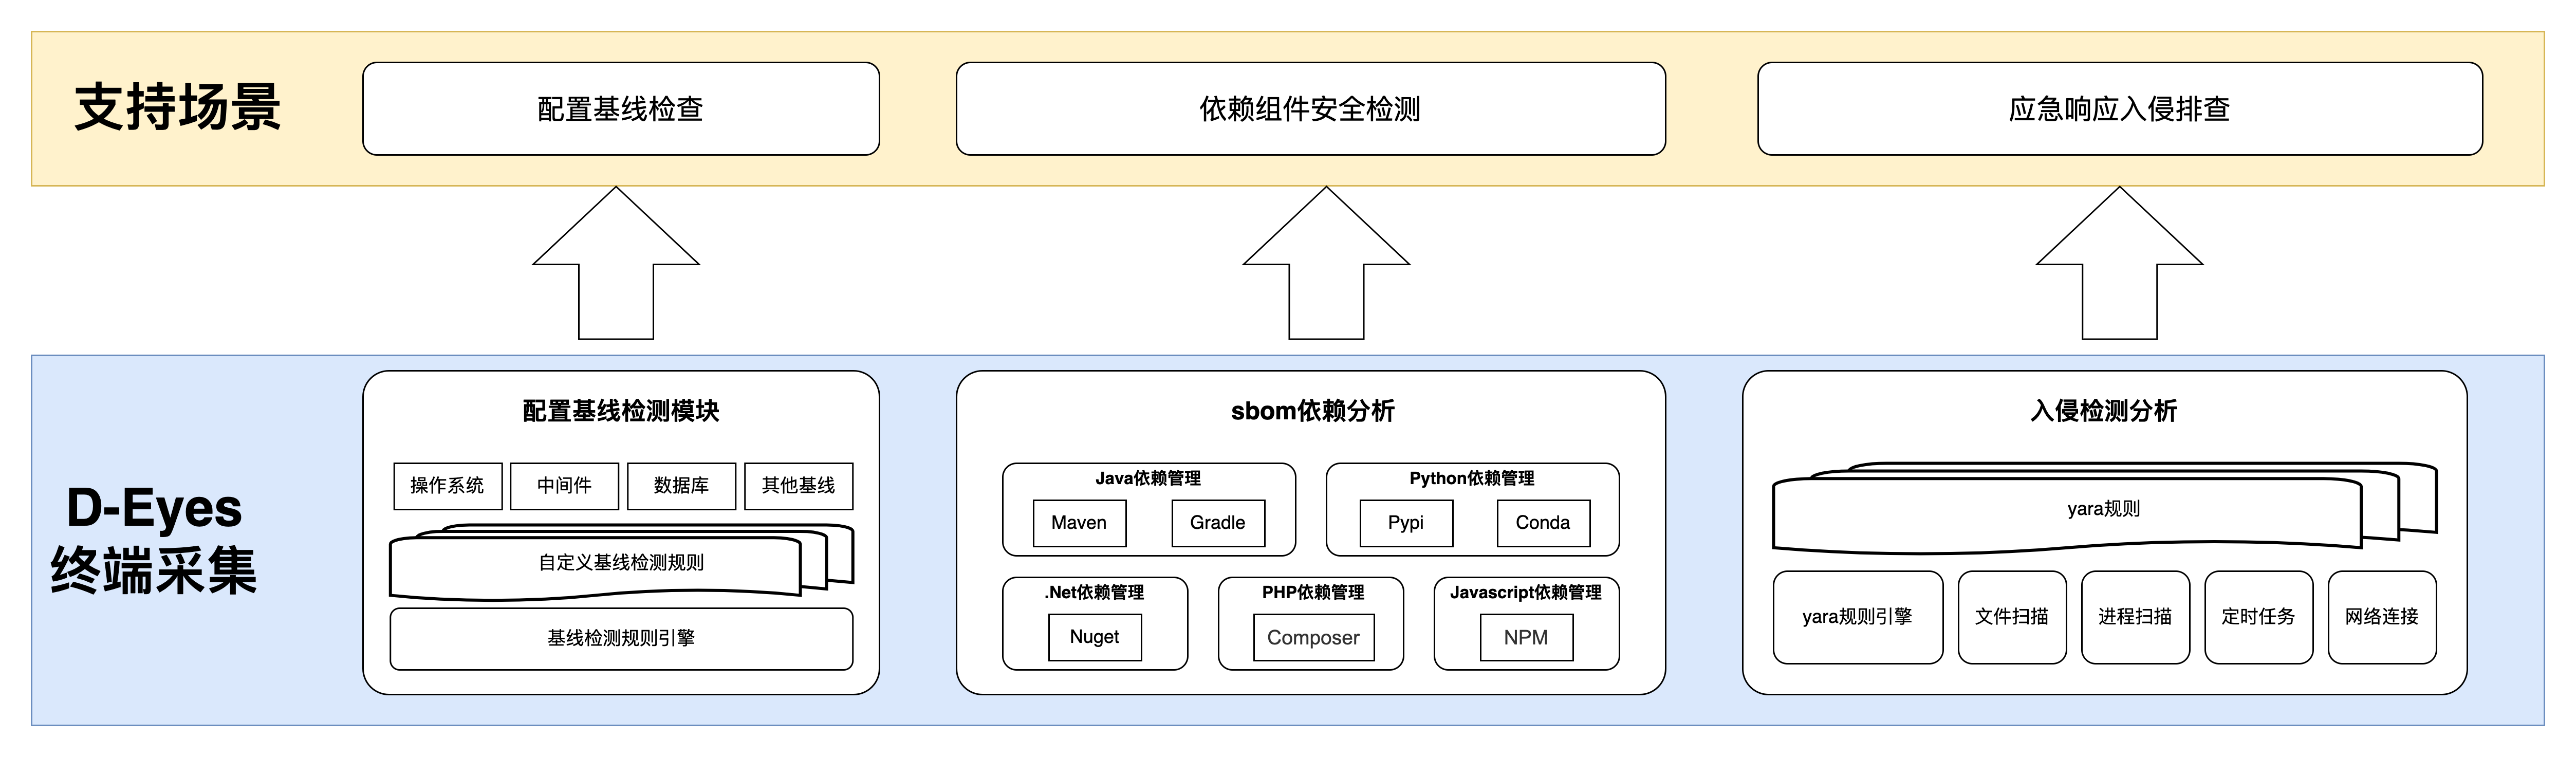 支持场景
配置基线检查
依赖组件安全检测
应急响应入侵排查
D-Eyes
终端采集
配置基线检测模块
操作系统
中间件
数据库
其他基线
自定义基线检测规则
基线检测规则引擎
sbom依赖分析
Java依赖管理
Maven
Gradle
Python依赖管理
Pypi
Conda
.Net依赖管理
Nuget
PHP依赖管理
Composer
Javascript依赖管理
NPM
入侵检测分析
yara规则
yara规则引擎
文件扫描
进程扫描
定时任务
网络连接